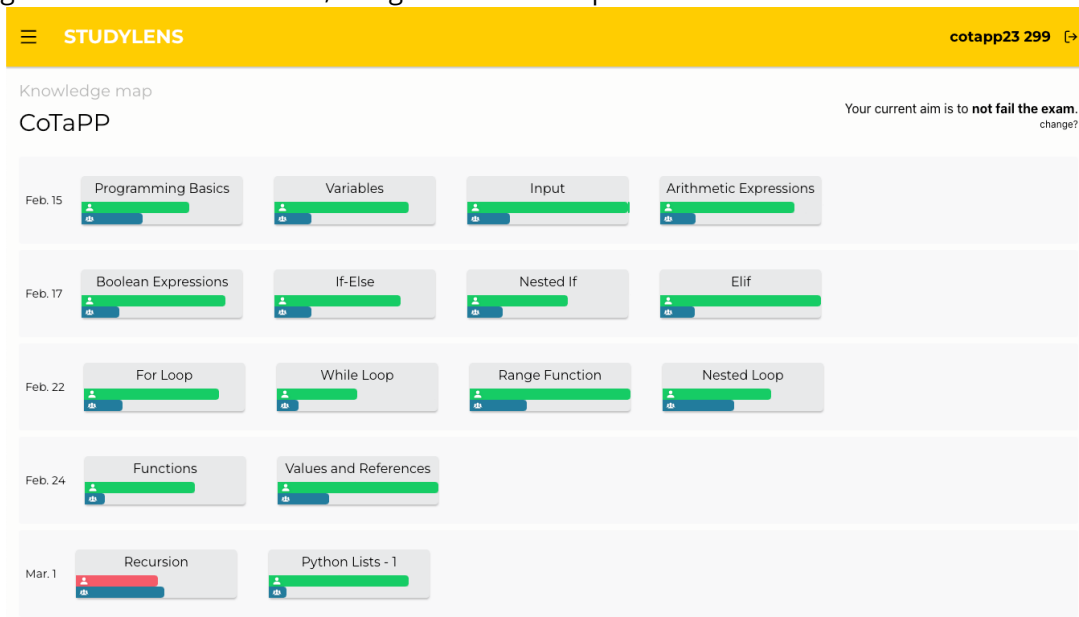 STUDYLENS
cotapp23 299
Knowledge map
CoTaPP
Your current aim is to not fail the exam.
change?
Feb. 15
Programming Basics
Variables
Input
Arithmetic Expressions
Feb. 17
Boolean Expressions
If-Else
Nested If
Elif
Feb. 22
For Loop
While Loop
Range Function
Nested Loop
Feb. 24
Functions
Values and References
Mar. 1
Recursion
Python Lists - 1